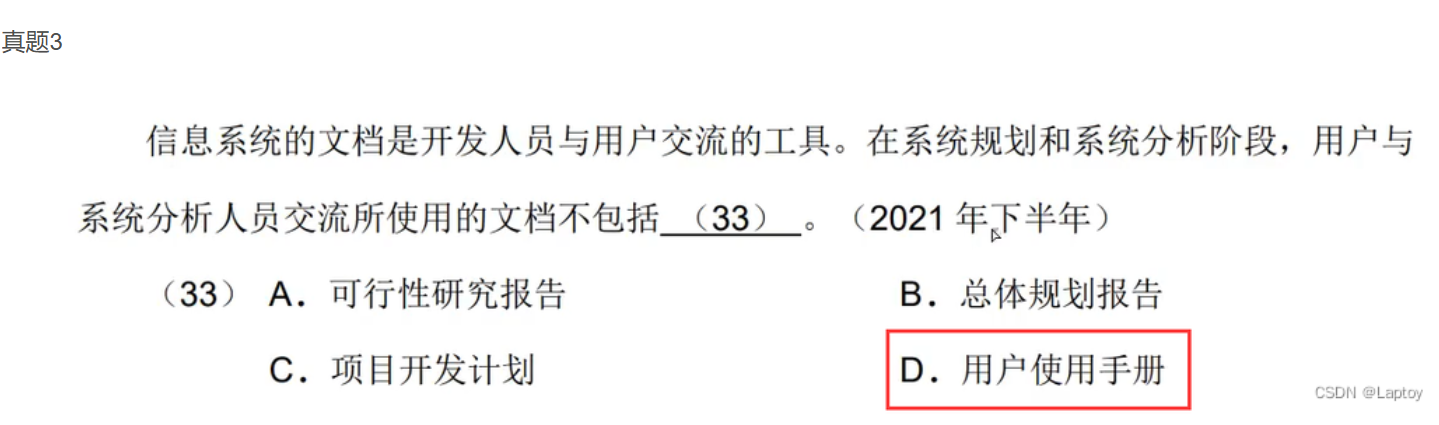 真题3
信息系统的文档是开发人员与用户交流的工具。在系统规划和系统分析阶段，用户与
系统分析人员交流所使用的文档不包括 （33） 。（2021 年下半年）
（33） A．可行性研究报告 B．总体规划报告
C．项目开发计划 D．用户使用手册
CSDN @Laptoy